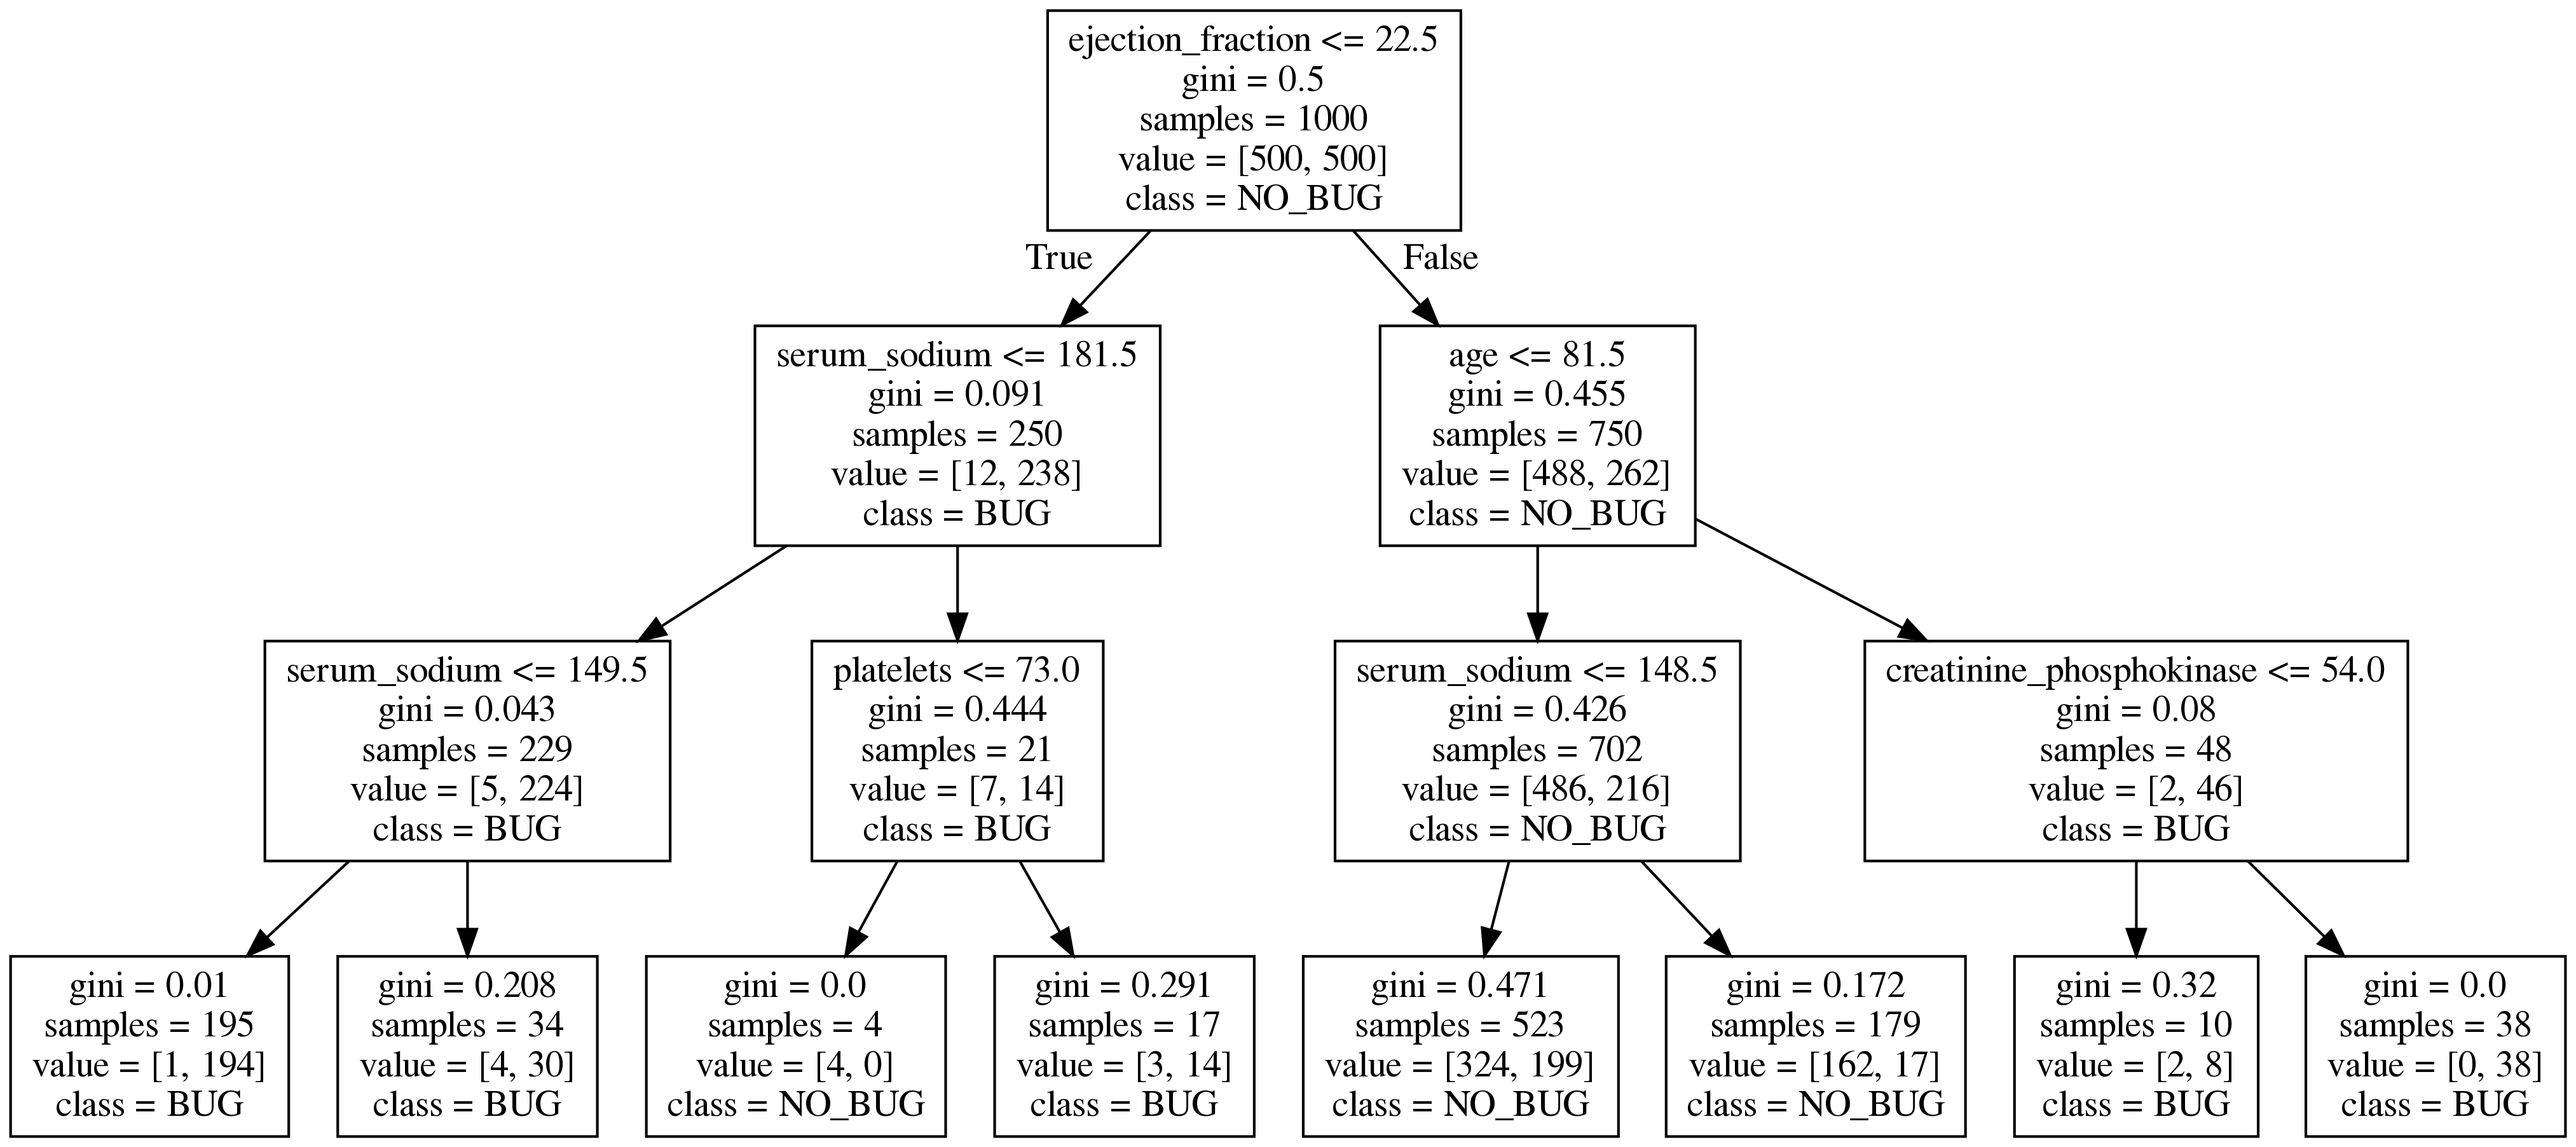 ejection_fraction <= 22.5
gini = 0.5
samples = 1000
value = [500, 500]
class = NO_BUG
True
False
serum_sodium <= 181.5
gini = 0.091
samples = 250
value = [12, 238]
class = BUG
age <= 81.5
gini = 0.455
samples = 750
value = [488, 262]
class = NO_BUG
serum_sodium <= 149.5
gini = 0.043
samples = 229
value = [5, 224]
class = BUG
platelets <= 73.0
gini = 0.444
samples = 21
value = [7, 14]
class = BUG
serum_sodium <= 148.5
gini = 0.426
samples = 702
value = [486, 216]
class = NO_BUG
creatinine_phosphokinase <= 54.0
gini = 0.08
samples = 48
value = [2, 46]
class = BUG
gini = 0.01
samples = 195
value = [1, 194]
class = BUG
gini = 0.208
samples = 34
value = [4, 30]
class = BUG
gini = 0.0
samples = 4
value = [4, 0]
class = NO_BUG
gini = 0.291
samples = 17
value = [3, 14]
class = BUG
gini = 0.471
samples = 523
value = [324, 199]
class = NO_BUG
gini = 0.172
samples = 179
value = [162, 17]
class = NO_BUG
gini = 0.32
samples = 10
value = [2, 8]
class = BUG
gini = 0.0
samples = 38
value = [0, 38]
class = BUG